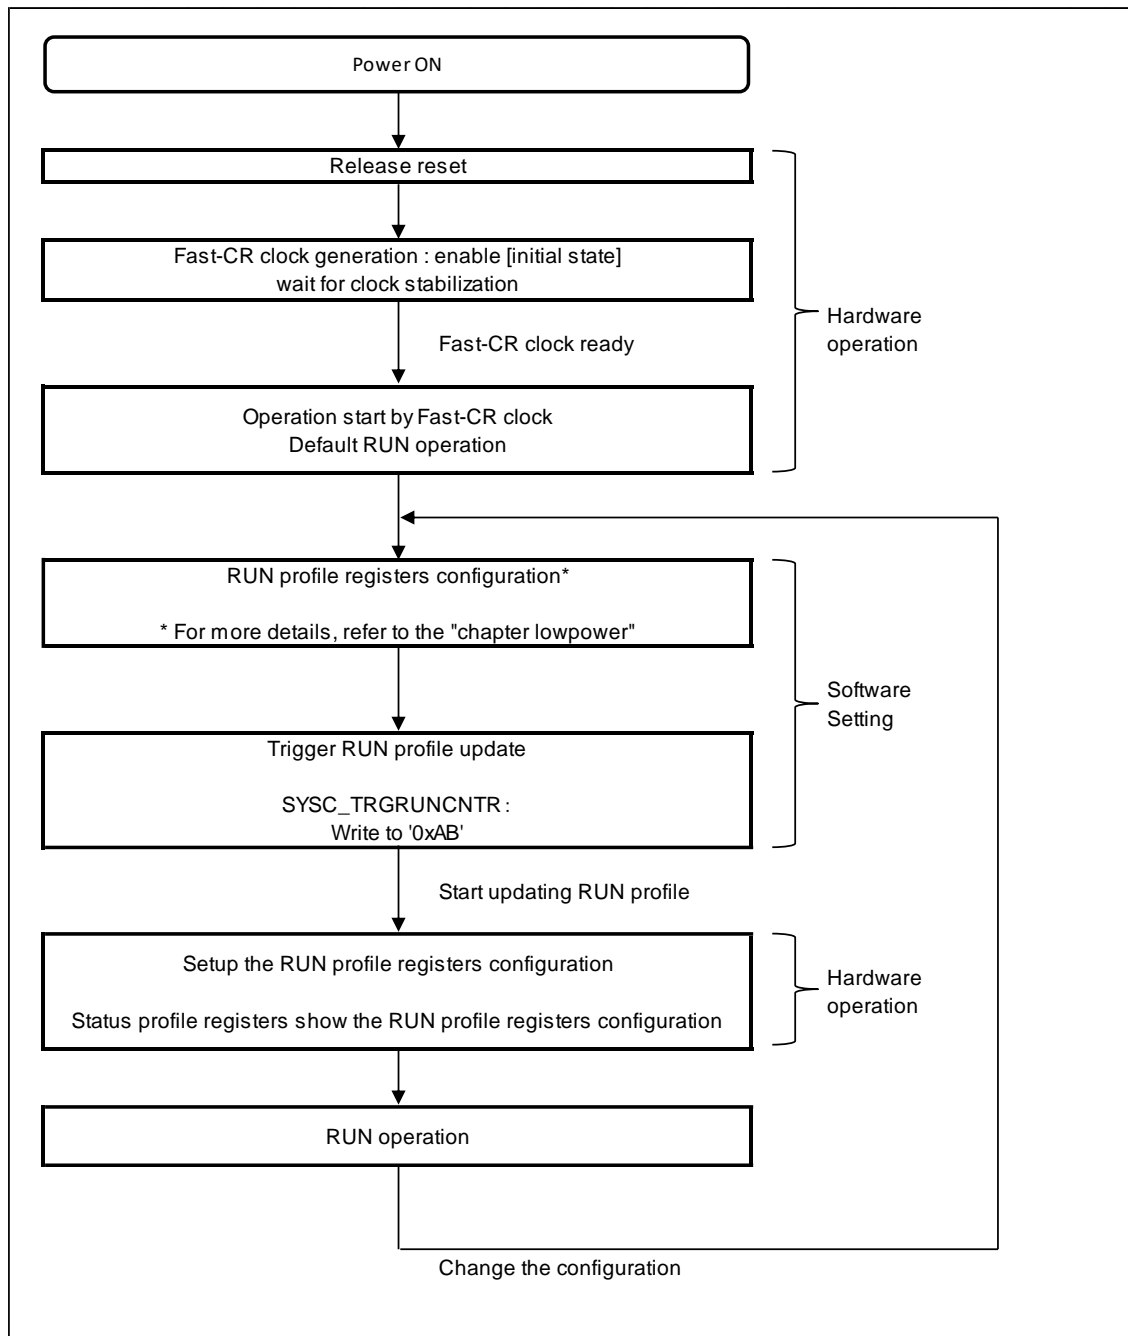 Power ON
Release reset
Fast-CR clock generation : enable [initial state]
wait for clock stabilization
Fast-CR clock ready
Hardware
operation
Operation start by Fast-CR clock
Default RUN operation
RUN profile registers configuration*
* For more details, refer to the "chapter lowpower"
Software
Setting
Trigger RUN profile update
SYSC_TRGRUNCNTR :
Write to '0xAB'
Start updating RUN profile
Setup the RUN profile registers configuration
Status profile registers show the RUN profile registers configuration
Hardware
operation
RUN operation
Change the configuration